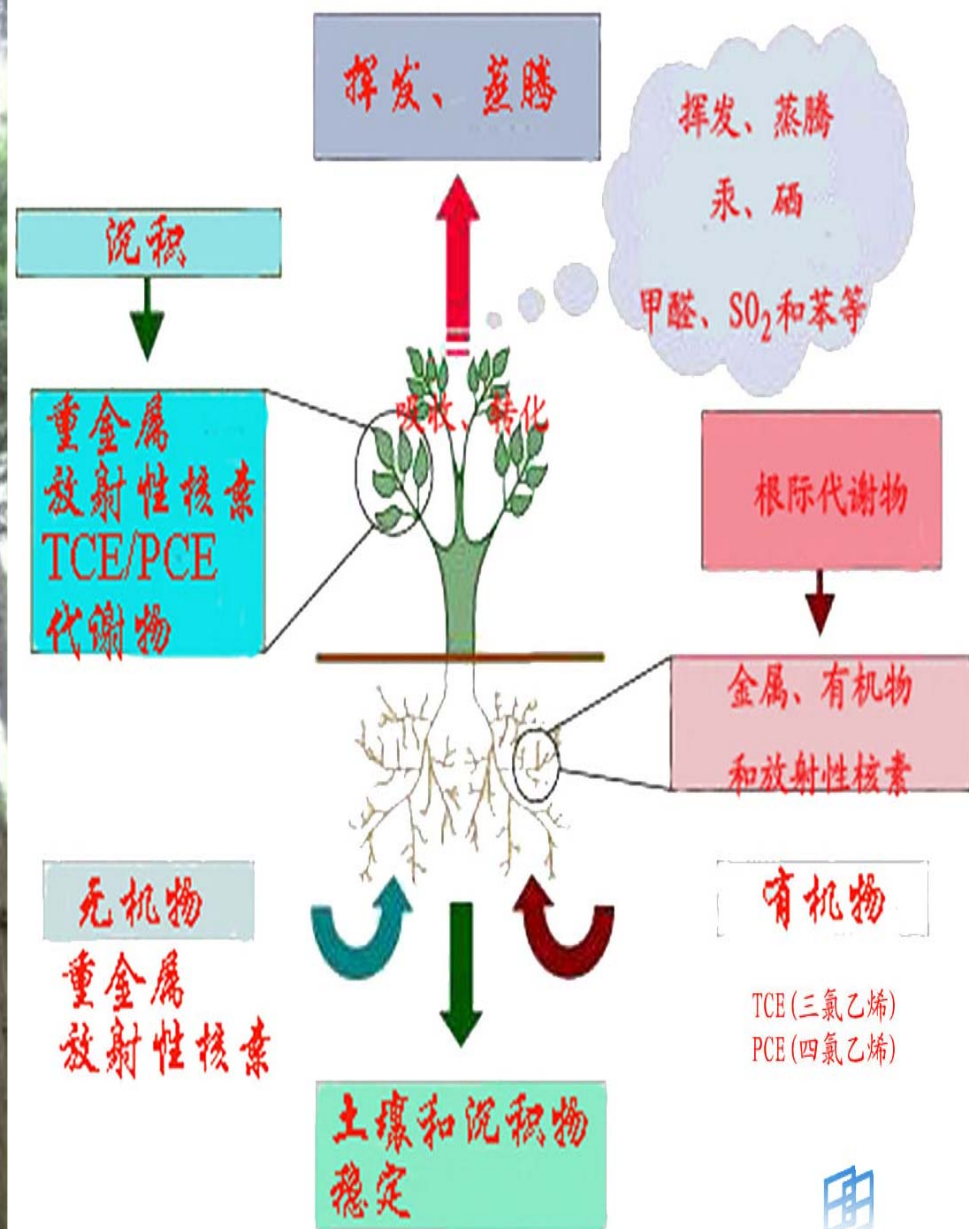 挥发、蒸腾
挥发、蒸腾
汞、硒
甲醛、SO₂和苯等
沉积
重金属
放射性核素
TCE/PCE
代谢物
吸收、转化
根际代谢物
金属、有机物
和放射性核素
无机物
重金属
放射性核素
有机物
TCE(三氯乙烯)
PCE(四氯乙烯)
土壤和沉积物
稳定